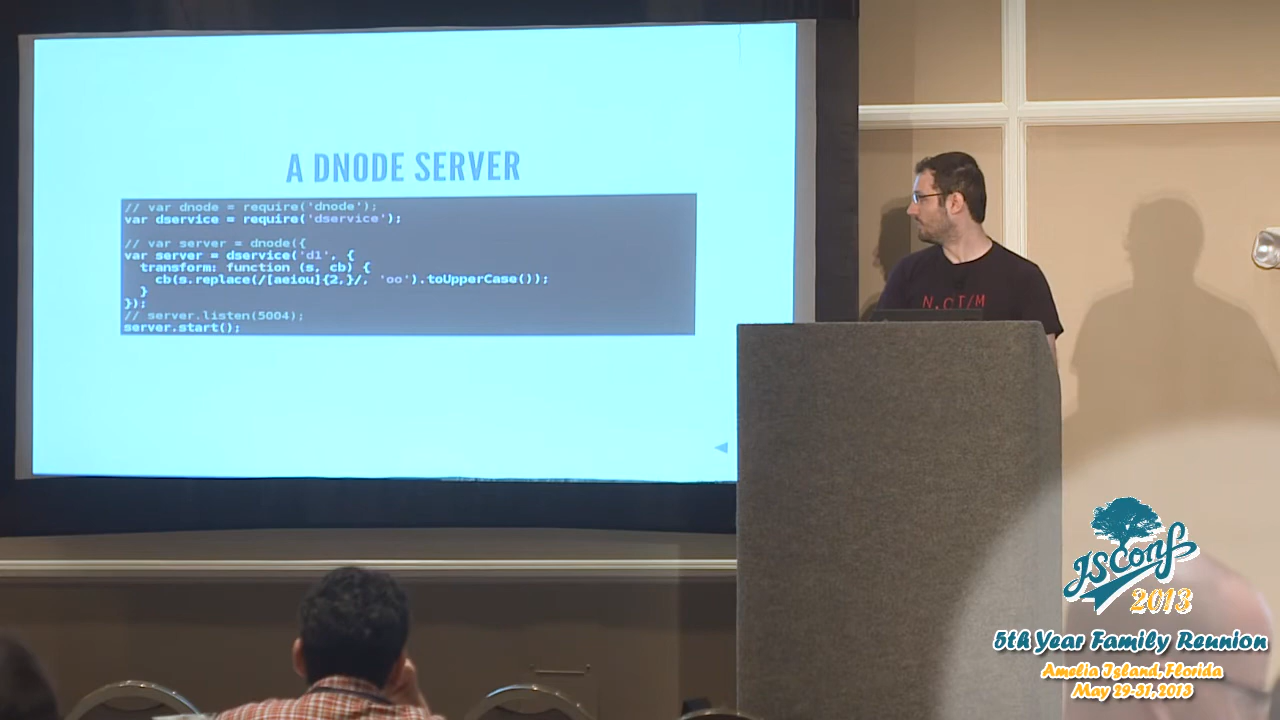 A DNODE SERVER
// var dnode = require('dnode');
var dservice = require('dservice');
// var server = dnode({
var server = dservice('d1', {
transform: function (s, cb) {
cb(s.replace(/[aeiou]{2,}/, 'oo').toUpperCase());
}
});
// server.listen(5004);
server.start();
JSConf
2013
5th Year Family Reunion
Amelia Island, Florida
May 29-31, 2013